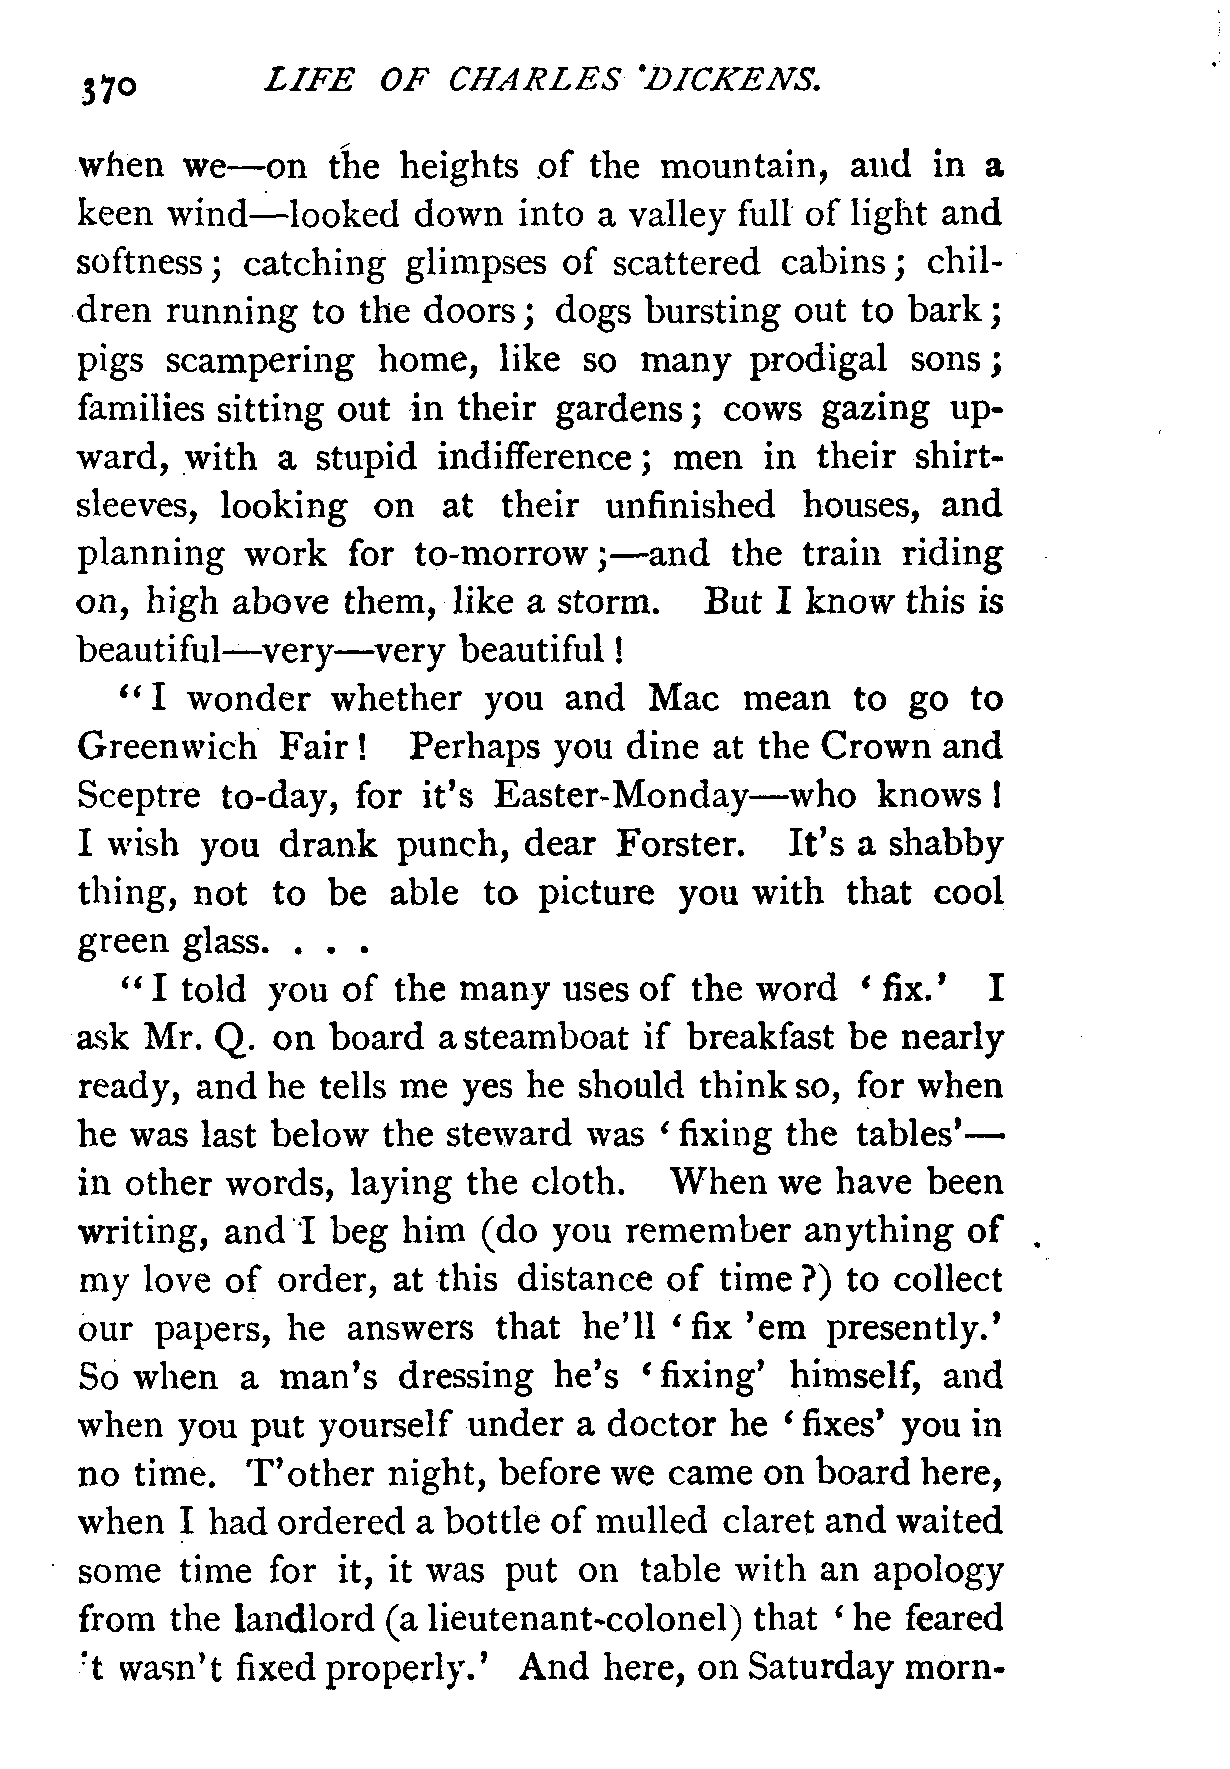 370 LIFE OF CHARLES DICKENS.
when we—on the heights of the mountain, and in a
keen wind—looked down into a valley full of light and
softness; catching glimpses of scattered cabins; chil-
dren running to the doors; dogs bursting out to bark;
pigs scampering home, like so many prodigal sons;
families sitting out in their gardens; cows gazing up-
ward, with a stupid indifference; men in their shirt-
sleeves, looking on at their unfinished houses, and
planning work for to-morrow;—and the train riding
on, high above them, like a storm. But I know this is
beautiful—very—very beautiful!
“I wonder whether you and Mac mean to go to
Greenwich Fair! Perhaps you dine at the Crown and
Sceptre to-day, for it's Easter-Monday—who knows!
I wish you drank punch, dear Forster. It's a shabby
thing, not to be able to picture you with that cool
green glass. . . .
“I told you of the many uses of the word ‘fix.’ I
ask Mr. Q. on board a steamboat if breakfast be nearly
ready, and he tells me yes he should think so, for when
he was last below the steward was ‘fixing the tables’—
in other words, laying the cloth. When we have been
writing, and I beg him (do you remember anything of
my love of order, at this distance of time?) to collect
our papers, he answers that he'll ‘fix 'em presently.’
So when a man's dressing he's ‘fixing’ himself, and
when you put yourself under a doctor he ‘fixes’ you in
no time. T'other night, before we came on board here,
when I had ordered a bottle of mulled claret and waited
some time for it, it was put on table with an apology
from the landlord (a lieutenant-colonel) that ‘he feared
't wasn't fixed properly.’ And here, on Saturday morn-